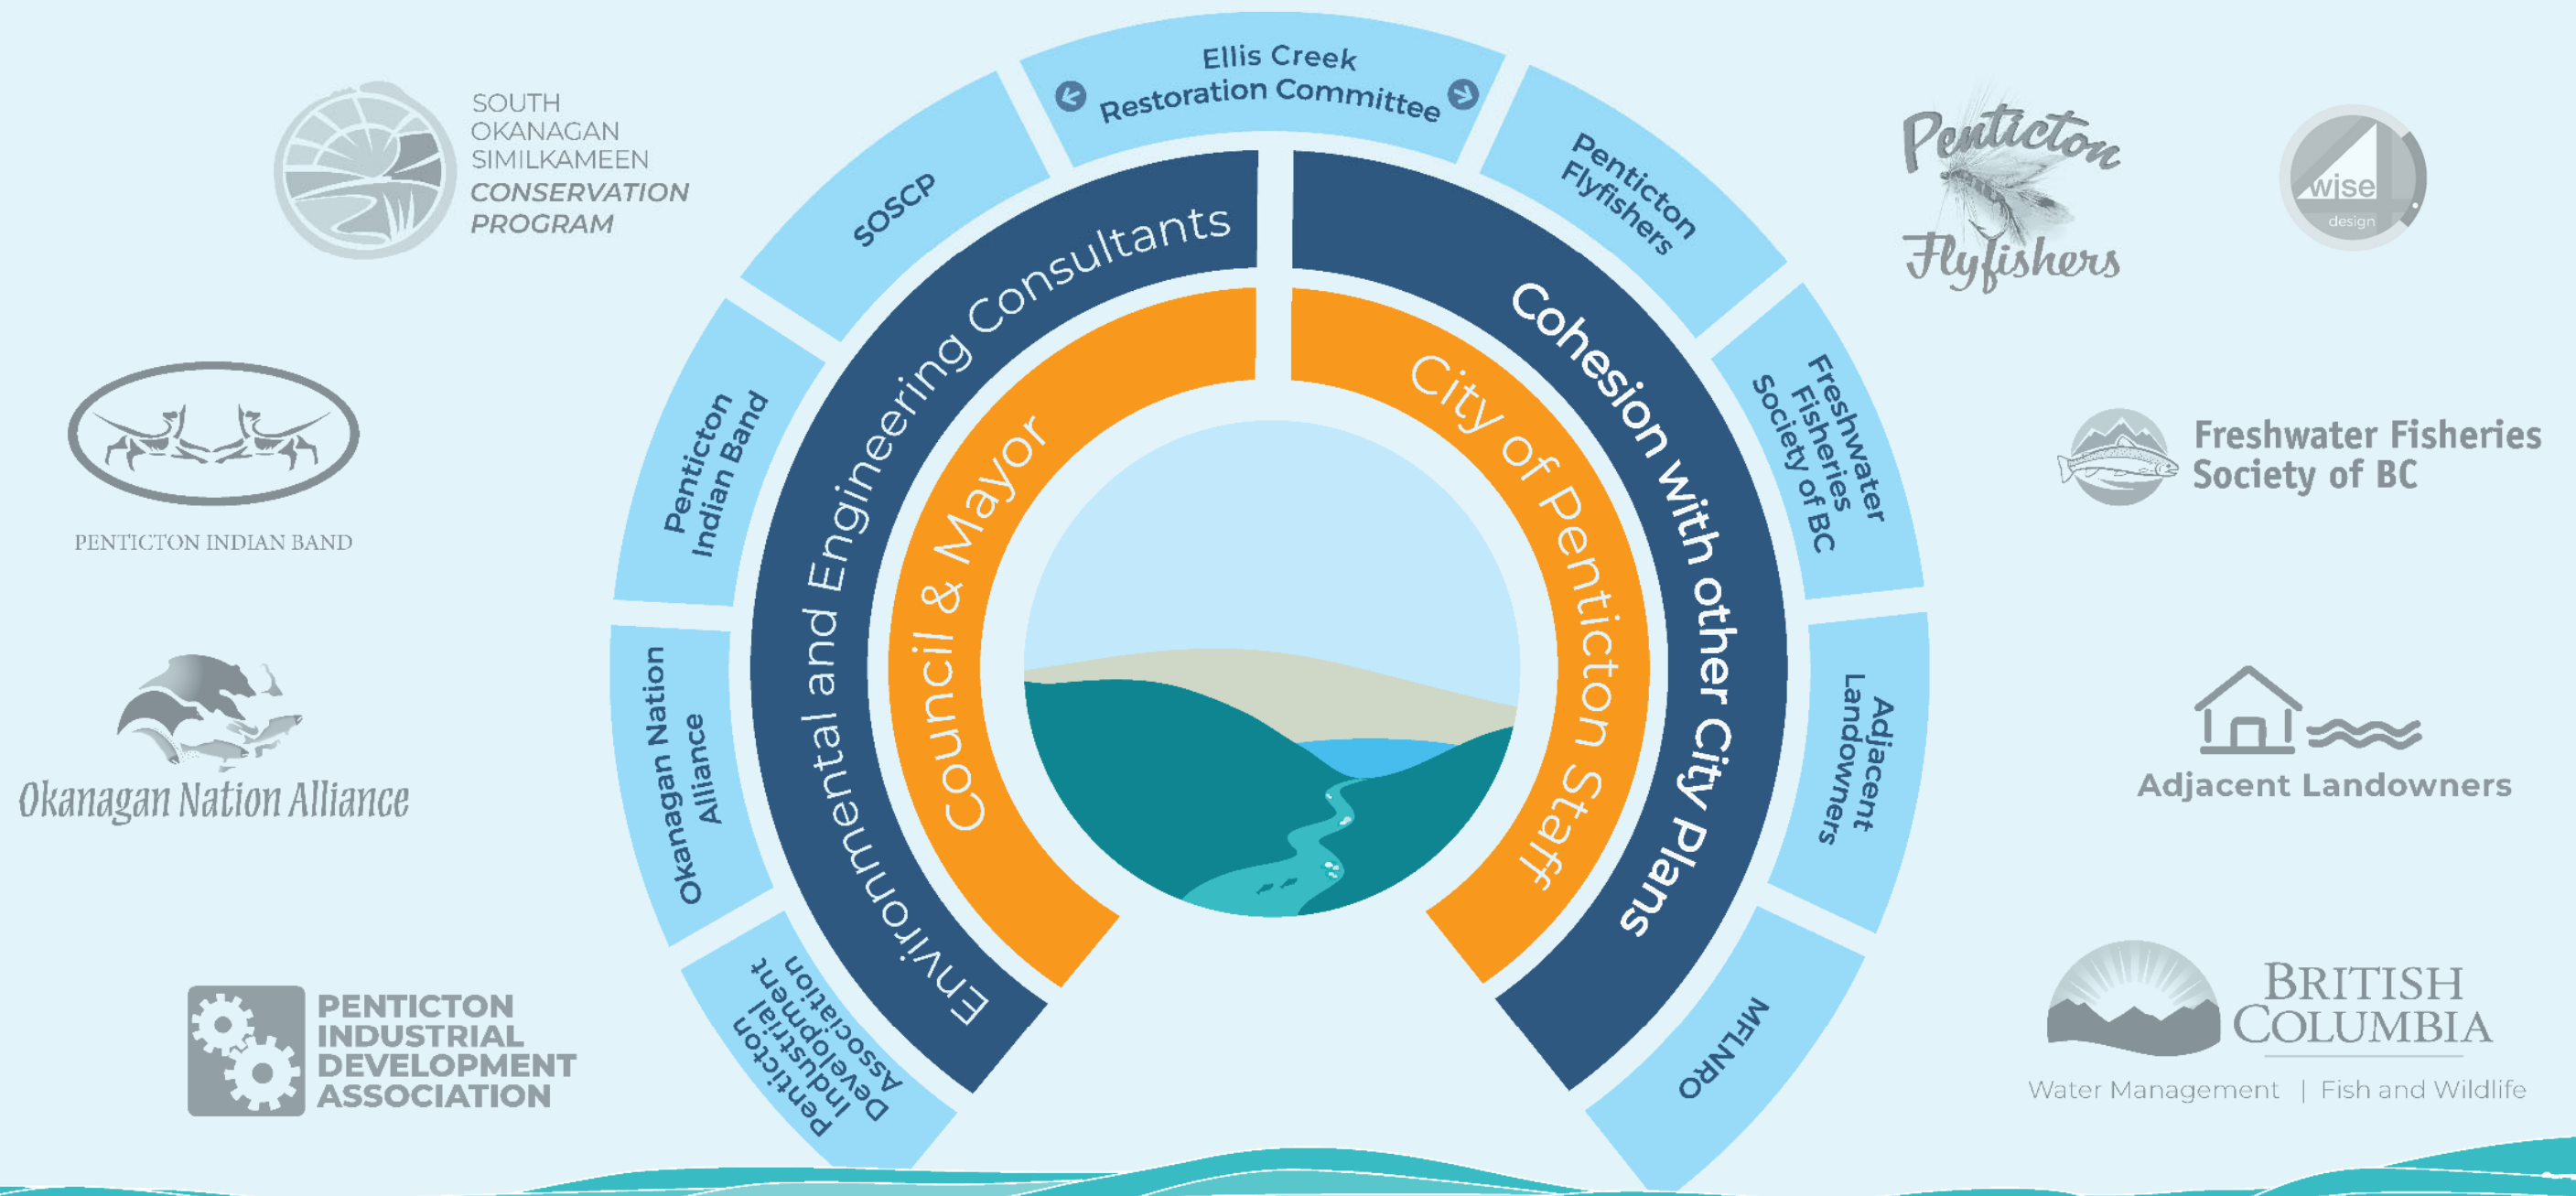 SOUTH
OKANAGAN
SIMILKAMEEN
CONSERVATION
PROGRAM
PENTICTON INDIAN BAND
Okanagan Nation Alliance
PENTICTON
INDUSTRIAL
DEVELOPMENT
ASSOCIATION
Ellis Creek
Restoration Committee
SOSCP
Penticton
Indian Band
Okanagan Nation
Alliance
Penticton
Industrial
Development
Association
Penticton
Flyfishers
Freshwater
Fisheries
Society of BC
Adjacent
Landowners
MFLNRO
Environmental and Engineering Consultants
Cohesion with other City Plans
Council & Mayor
City of Penticton Staff
Penticton
Flyfishers
wise
design
Freshwater Fisheries
Society of BC
Adjacent Landowners
BRITISH
COLUMBIA
Water Management | Fish and Wildlife